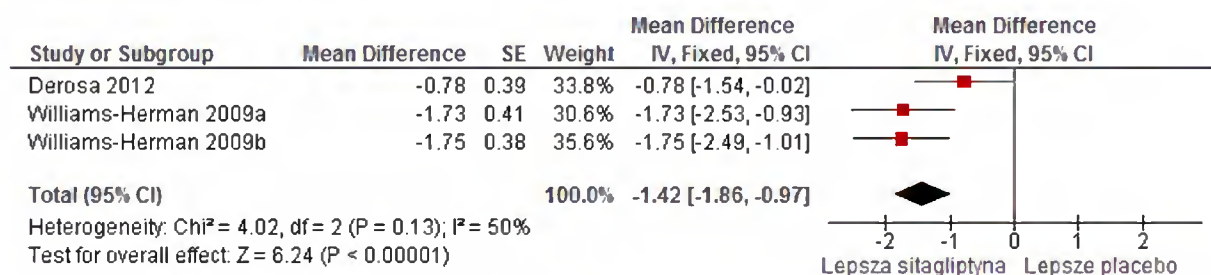 Mean Difference Mean Difference
Study or Subgroup Mean Difference SE Weight IV, Fixed, 95% CI IV, Fixed, 95% CI
Derosa 2012 -0.78 0.39 33.8% -0.78 [-1.54, -0.02]
Williams-Herman 2009a -1.73 0.41 30.6% -1.73 [-2.53, -0.93]
Williams-Herman 2009b -1.75 0.38 35.6% -1.75 [-2.49, -1.01]
Total (95% CI) 100.0% -1.42 [-1.86, -0.97]
Heterogeneity: Chi² = 4.02, df = 2 (P = 0.13); I² = 50%
Test for overall effect: Z = 6.24 (P < 0.00001)
-2 -1 0 1 2
Lepsza sitagliptyna Lepsze placebo